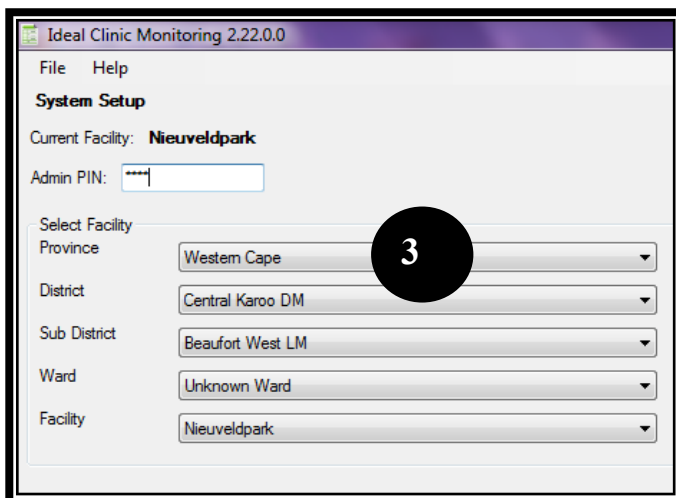 Ideal Clinic Monitoring 2.22.0.0
File Help
System Setup
Current Facility: Nieuveldpark
Admin PIN: ****
Select Facility
Province Western Cape
3
District Central Karoo DM
Sub District Beaufort West LM
Ward Unknown Ward
Facility Nieuveldpark